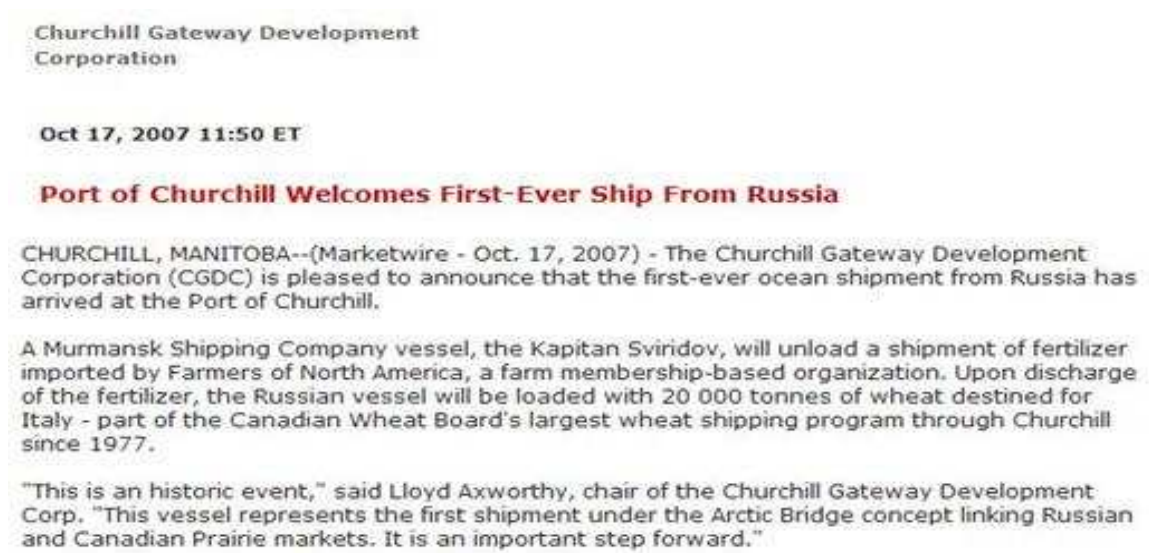 Churchill Gateway Development
Corporation
Oct 17, 2007 11:50 ET
Port of Churchill Welcomes First-Ever Ship From Russia
CHURCHILL, MANITOBA--(Marketwire - Oct. 17, 2007) - The Churchill Gateway Development
Corporation (CGDC) is pleased to announce that the first-ever ocean shipment from Russia has
arrived at the Port of Churchill.
A Murmansk Shipping Company vessel, the Kapitan Sviridov, will unload a shipment of fertilizer
imported by Farmers of North America, a farm membership-based organization. Upon discharge
of the fertilizer, the Russian vessel will be loaded with 20 000 tonnes of wheat destined for
Italy - part of the Canadian Wheat Board's largest wheat shipping program through Churchill
since 1977.
"This is an historic event," said Lloyd Axworthy, chair of the Churchill Gateway Development
Corp. "This vessel represents the first shipment under the Arctic Bridge concept linking Russian
and Canadian Prairie markets. It is an important step forward."